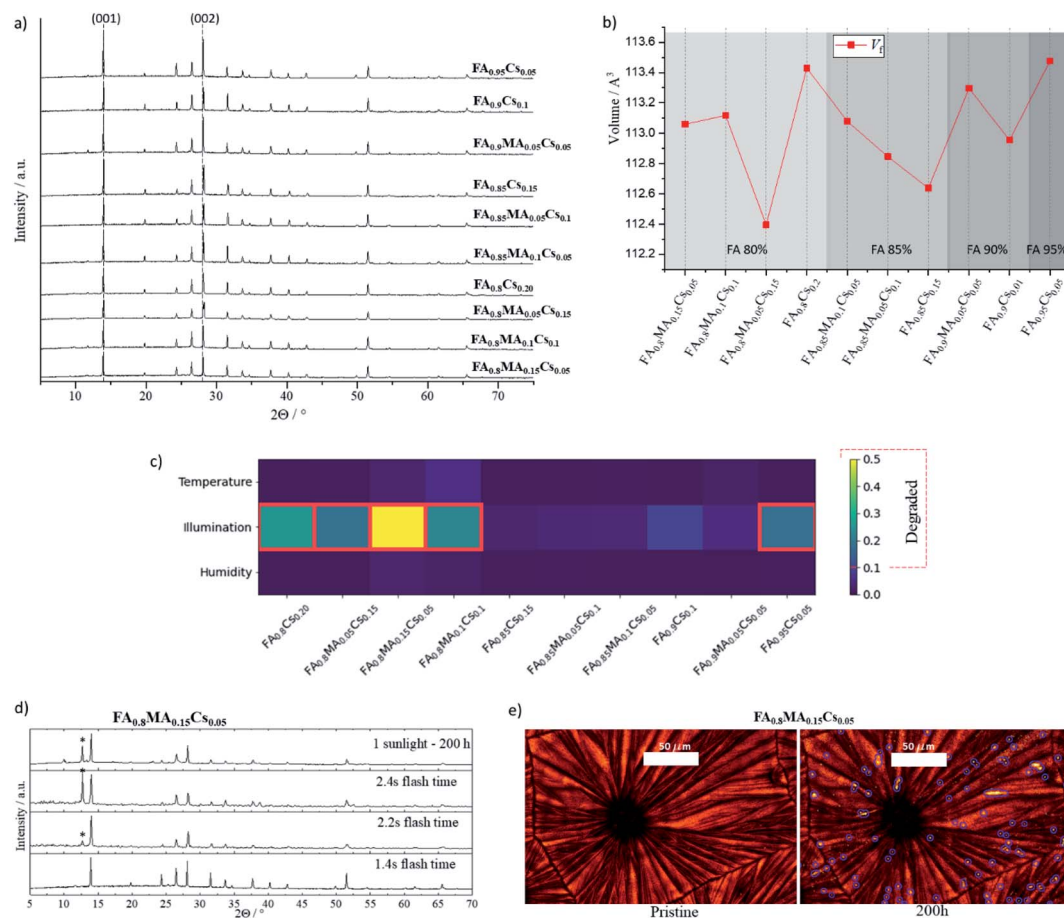 a)
(001)
(002)
FA0.95Cs0.05
FA0.9Cs0.1
FA0.9MA0.05Cs0.05
FA0.85Cs0.15
FA0.85MA0.05Cs0.1
FA0.85MA0.1Cs0.05
FA0.8Cs0.20
FA0.8MA0.05Cs0.15
FA0.8MA0.1Cs0.1
FA0.8MA0.15Cs0.05
Intensity / a.u.
10 20 30 40 50 60 70
2Θ / °
b)
Vf
Volume / A3
113.6
113.4
113.2
113.0
112.8
112.6
112.4
112.2
FA 80%
FA 85%
FA 90%
FA 95%
FA0.8MA0.15Cs0.05
FA0.8MA0.1Cs0.1
FA0.8MA0.05Cs0.15
FA0.8Cs0.2
FA0.85MA0.1Cs0.05
FA0.85MA0.05Cs0.1
FA0.85Cs0.15
FA0.9MA0.05Cs0.05
FA0.9Cs0.01
FA0.95Cs0.05
c)
Temperature
Illumination
Humidity
FA0.8Cs0.20
FA0.8MA0.05Cs0.15
FA0.8MA0.15Cs0.05
FA0.8MA0.1Cs0.1
FA0.85Cs0.15
FA0.85MA0.05Cs0.1
FA0.85MA0.1Cs0.05
FA0.9Cs0.1
FA0.9MA0.05Cs0.05
FA0.95Cs0.05
0.5
0.4
0.3
0.2
0.1
0.0
Degraded
d)
FA0.8MA0.15Cs0.05
*
1 sunlight - 200 h
*
2.4s flash time
*
2.2s flash time
1.4s flash time
Intensity / a.u.
5 10 15 20 25 30 35 40 45 50 55 60 65 70
2Θ / °
e)
FA0.8MA0.15Cs0.05
50 μm
50 μm
Pristine
200h